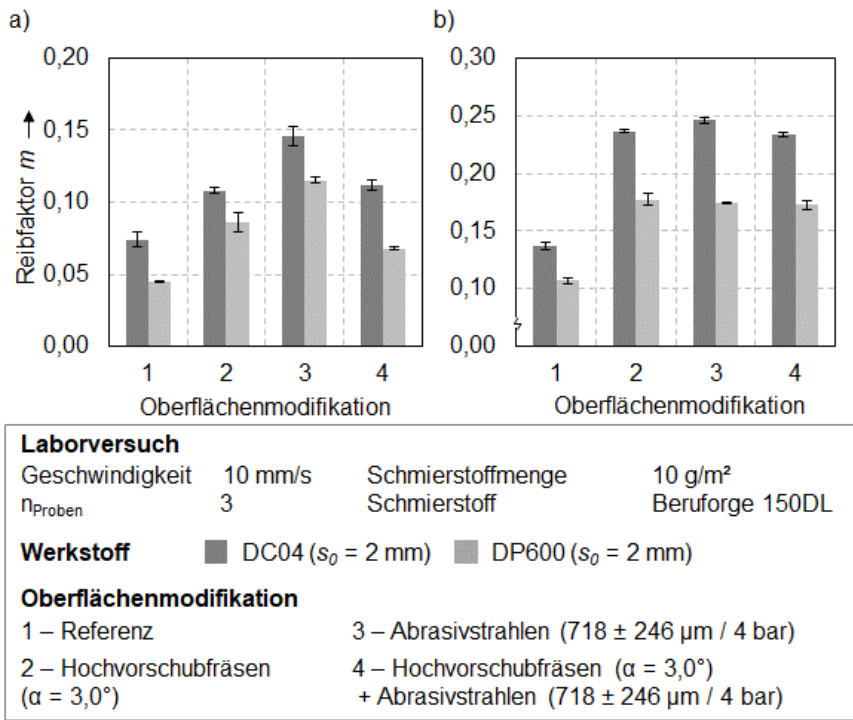 a)
b)
0,20
0,15
0,10
0,05
0,00
Reibfaktor m
1 2 3 4
Oberflächenmodifikation
0,30
0,25
0,20
0,15
0,10
0,00
1 2 3 4
Oberflächenmodifikation
Laborversuch
Geschwindigkeit 10 mm/s Schmierstoffmenge 10 g/m²
nProben 3 Schmierstoff Beruforge 150DL
Werkstoff DC04 (s0 = 2 mm) DP600 (s0 = 2 mm)
Oberflächenmodifikation
1 – Referenz 3 – Abrasivstrahlen (718 ± 246 µm / 4 bar)
2 – Hochvorschubfräsen 4 – Hochvorschubfräsen (α = 3,0°)
(α = 3,0°) + Abrasivstrahlen (718 ± 246 µm / 4 bar)